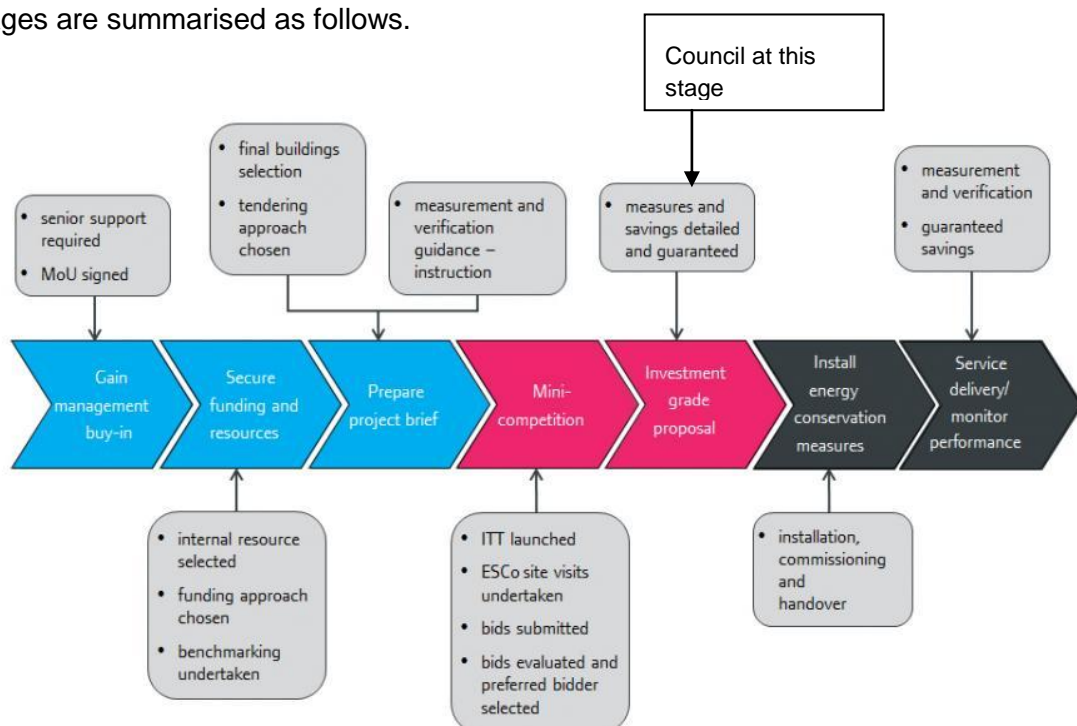 ges are summarised as follows.
Council at this
stage
• final buildings
selection
• tendering
approach
chosen
• measurement and
verification
guidance –
instruction
• measures and
savings detailed
and guaranteed
• measurement
and verification
• guaranteed
savings
• senior support
required
• MoU signed
Gain
management
buy-in
Secure
funding and
resources
Prepare
project brief
Mini-
competition
Investment
grade
proposal
Install
energy
conservation
measures
Service
delivery/
monitor
performance
• internal resource
selected
• funding approach
chosen
• benchmarking
undertaken
• ITT launched
• ESCo site visits
undertaken
• bids submitted
• bids evaluated and
preferred bidder
selected
• installation,
commissioning
and
handover